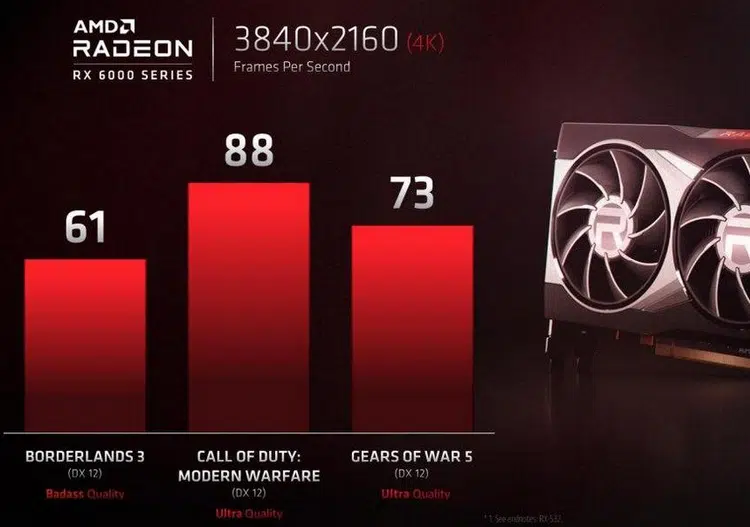 AMD
RADEON
RX 6000 SERIES
3840x2160 (4K)
Frames Per Second
61
88
73
BORDERLANDS 3
(DX 12)
Badass Quality
CALL OF DUTY:
MODERN WARFARE
(DX 12)
Ultra Quality
GEARS OF WAR 5
(DX 12)
Ultra Quality
R
R
* 1. See endnotes: RX-532.